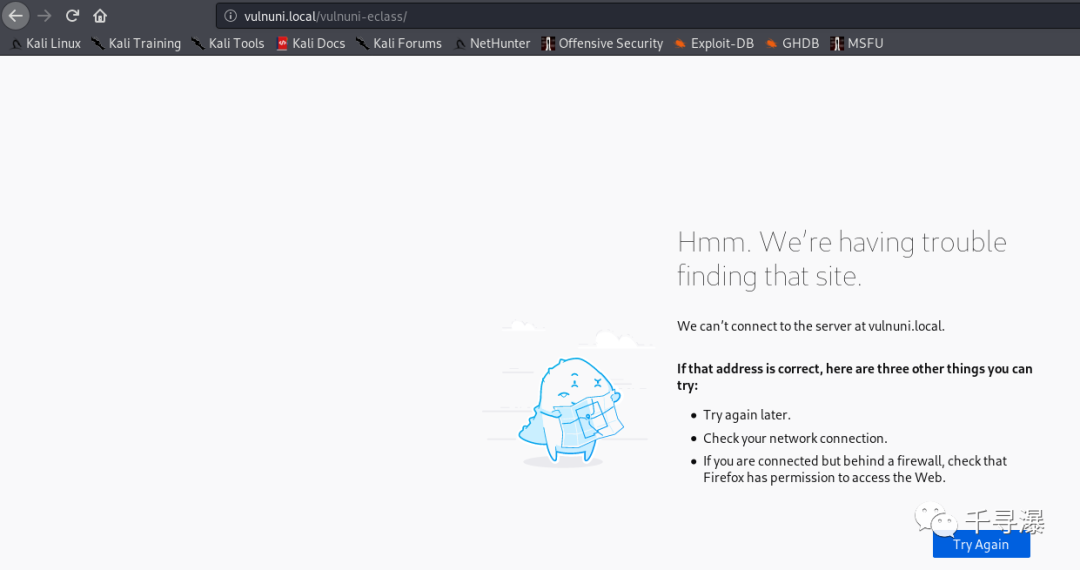 vulnuni.local/vulnuni-eclass/
Kali Linux Kali Training Kali Tools Kali Docs Kali Forums NetHunter Offensive Security Exploit-DB GHDB MSFU
Hmm. We’re having trouble
finding that site.
We can’t connect to the server at vulnuni.local.
If that address is correct, here are three other things you can
try:
Try again later.
Check your network connection.
If you are connected but behind a firewall, check that
Firefox has permission to access the Web.
千寻瀑
Try Again